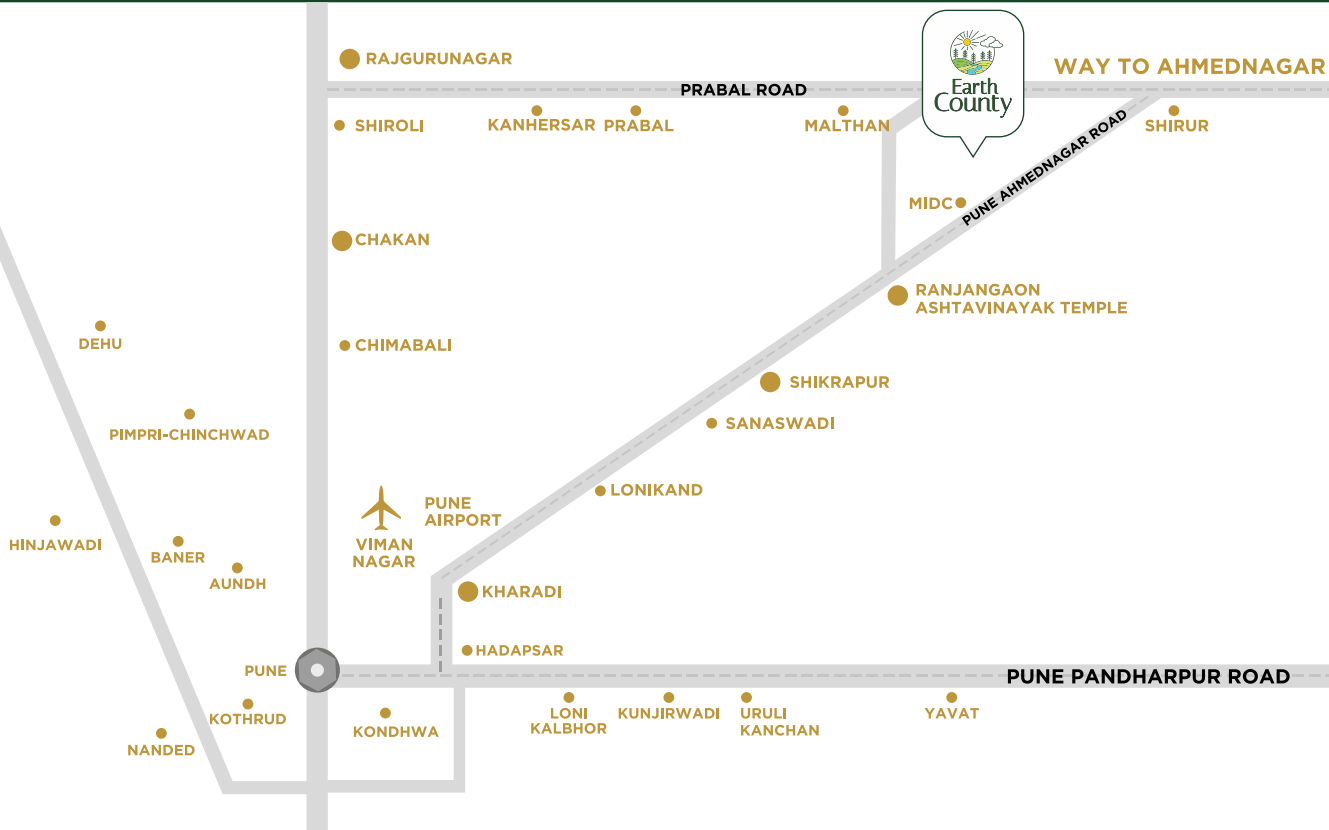 RAJGURUNAGAR
Earth
County
WAY TO AHMEDNAGAR
PRABAL ROAD
SHIROLI
KANHERSAR
PRABAL
MALTHAN
SHIRUR
PUNE AHMEDNAGAR ROAD
MIDC
CHAKAN
RANJANGAON
ASHTAVINAYAK TEMPLE
DEHU
CHIMABALI
SHIKRAPUR
PIMPRI-CHINCHWAD
SANASWADI
LONIKAND
PUNE
AIRPORT
HINJAWADI
BANER
VIMAN
NAGAR
AUNDH
KHARADI
HADAPSAR
PUNE
PUNE PANDHARPUR ROAD
KOTHRUD
NANDED
KONDHWA
LONI
KALBHOR
KUNJIRWADI
URULI
KANCHAN
YAVAT